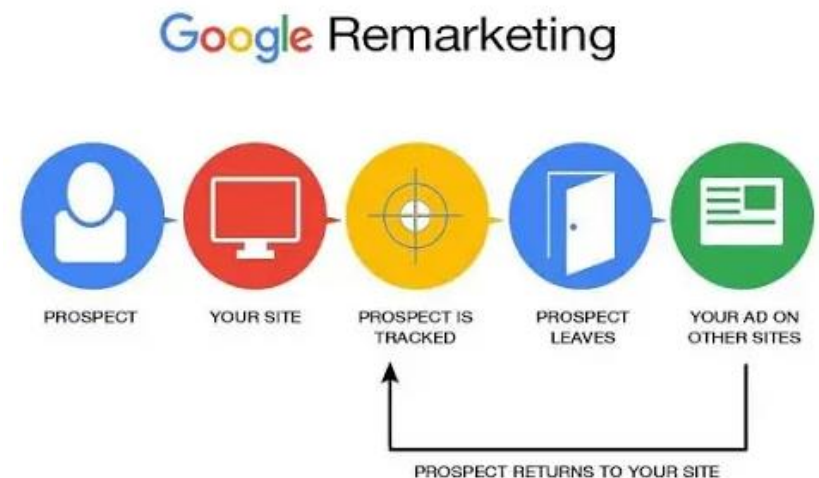 Google Remarketing
PROSPECT
YOUR SITE
PROSPECT IS
TRACKED
PROSPECT
LEAVES
YOUR AD ON
OTHER SITES
PROSPECT RETURNS TO YOUR SITE